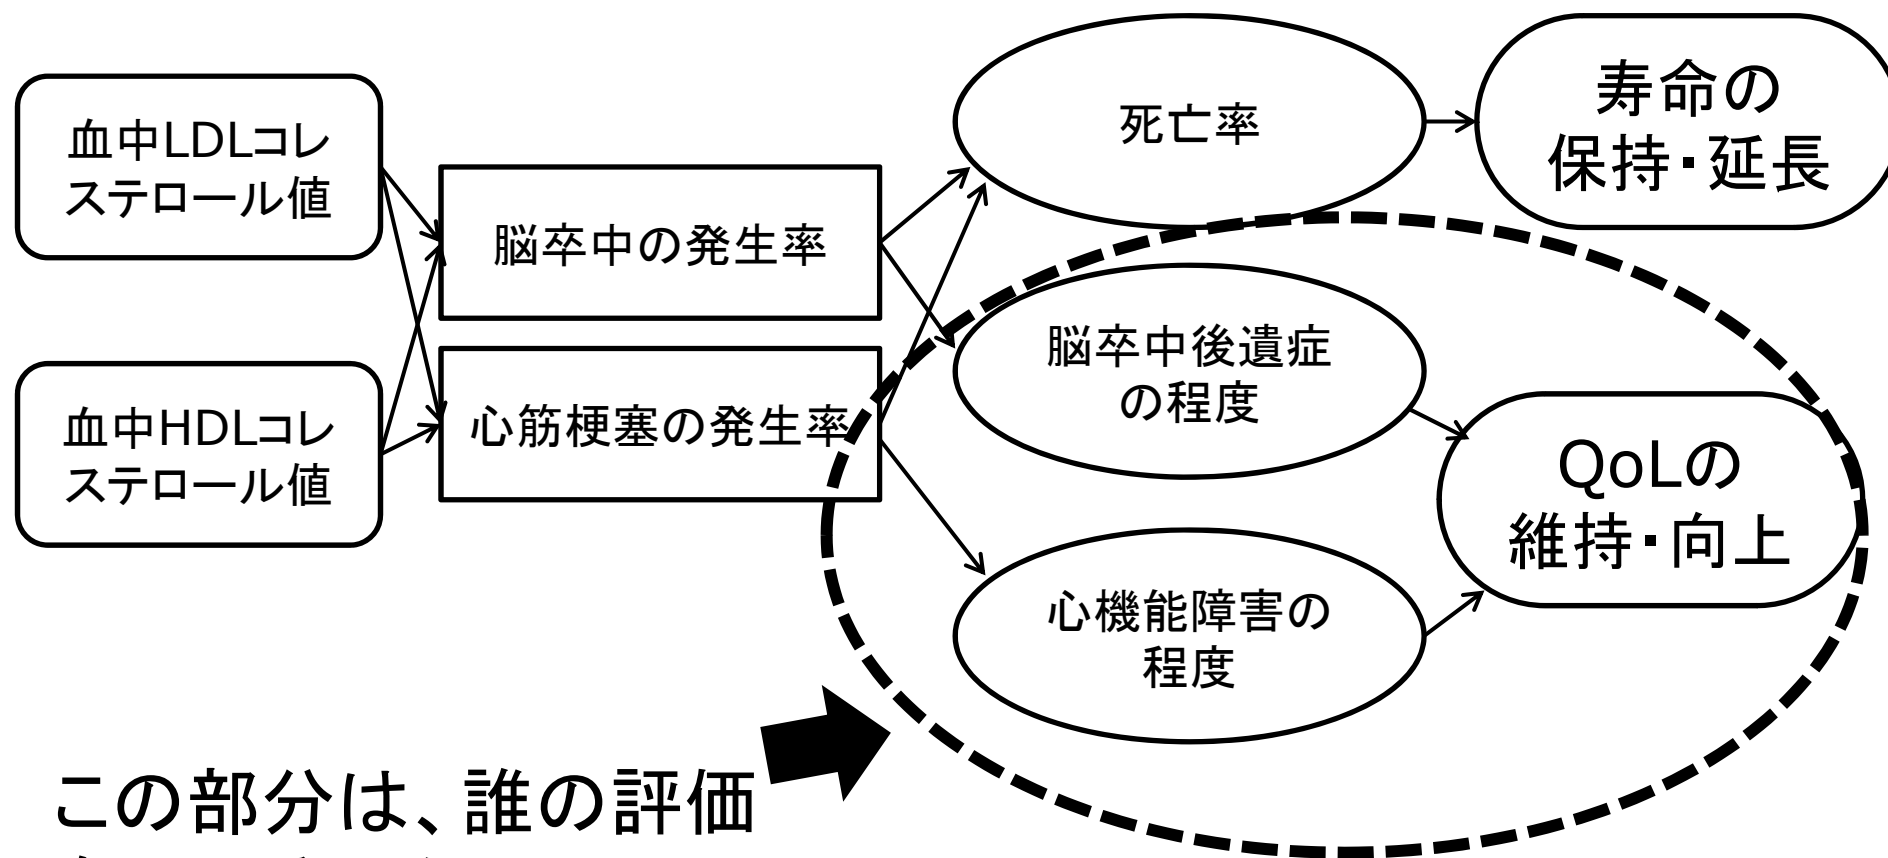 血中LDLコレ
ステロール値
血中HDLコレ
ステロール値
脳卒中の発生率
心筋梗塞の発生率
死亡率
脳卒中後遺症
の程度
心機能障害の
程度
寿命の
保持・延長
QoLの
維持・向上
この部分は、誰の評価